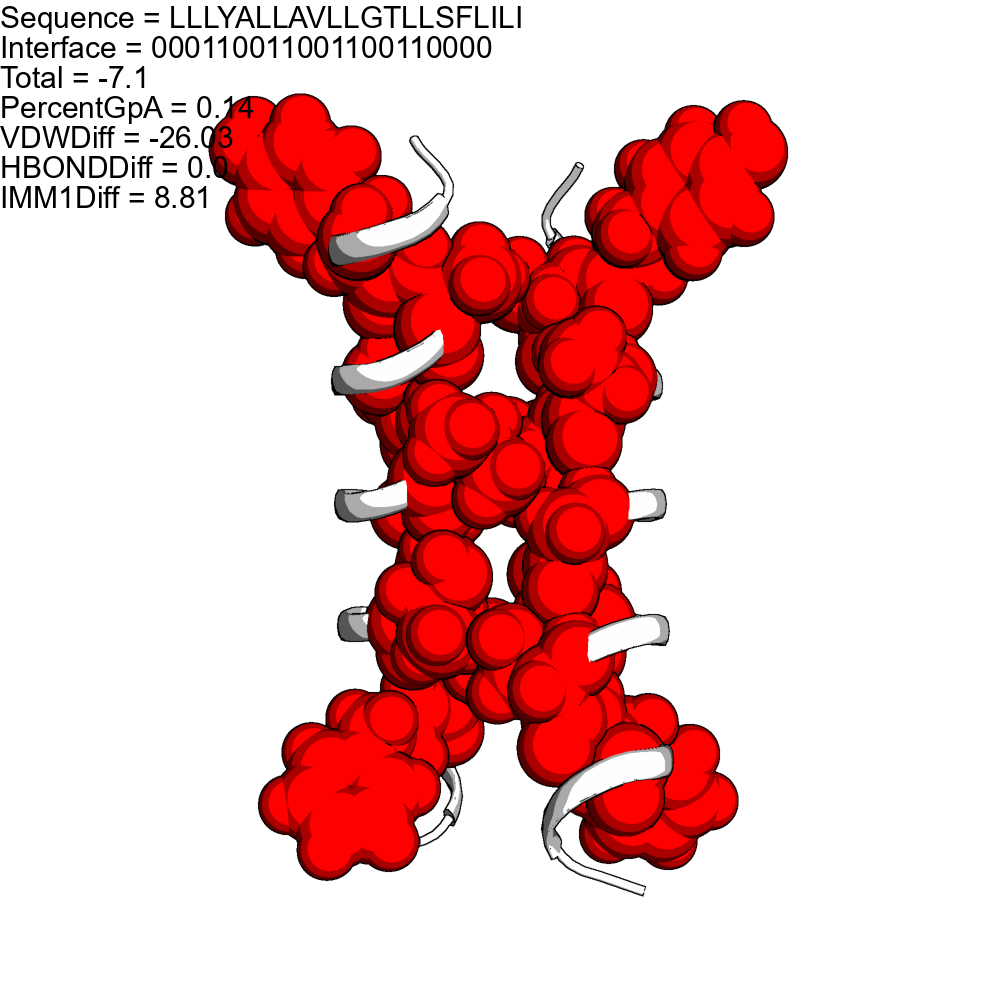 Sequence = LLLYALLAVLLGTLLSFLILI
Interface = 000110011001100110000
Total = -7.1
PercentGpA = 0.14
VDWDiff = -26.03
HBONDDiff = 0.0
IMM1Diff = 8.81